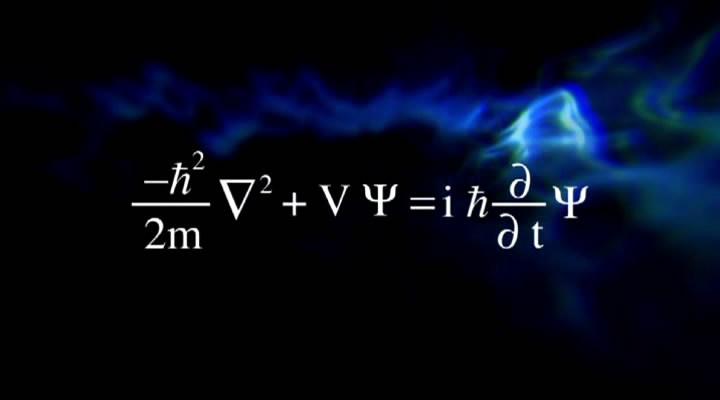 -ħ²/2m ∇² + V Ψ = i ħ ∂/∂t Ψ